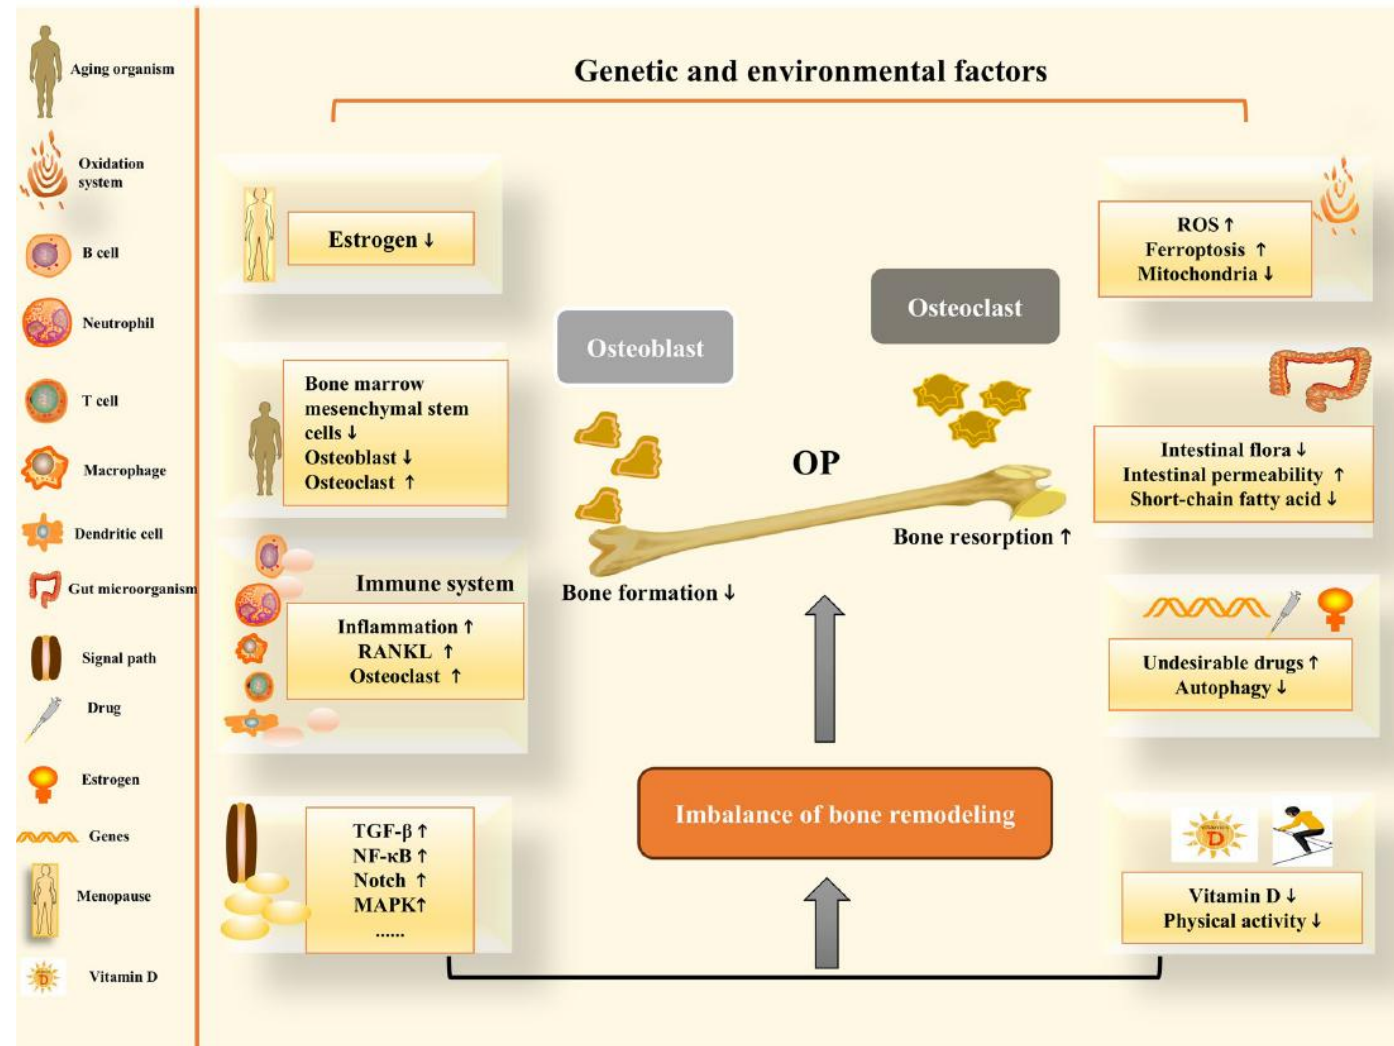 Aging organism
Oxidation
system
B cell
Neutrophil
T cell
Macrophage
Dendritic cell
Gut microorganism
Signal path
Drug
Estrogen
Genes
Menopause
D
Vitamin D
Genetic and environmental factors
Estrogen ↓
Bone marrow
mesenchymal stem
cells ↓
Osteoblast ↓
Osteoclast ↑
Immune system
Inflammation ↑
RANKL ↑
Osteoclast ↑
TGF-β ↑
NF-κB ↑
Notch ↑
MAPK↑
......
Osteoblast
Osteoclast
OP
Bone resorption ↑
Bone formation ↓
Imbalance of bone remodeling
ROS ↑
Ferroptosis ↑
Mitochondria ↓
Intestinal flora ↓
Intestinal permeability ↑
Short-chain fatty acid ↓
Undesirable drugs ↑
Autophagy ↓
D
Vitamin D ↓
Physical activity ↓